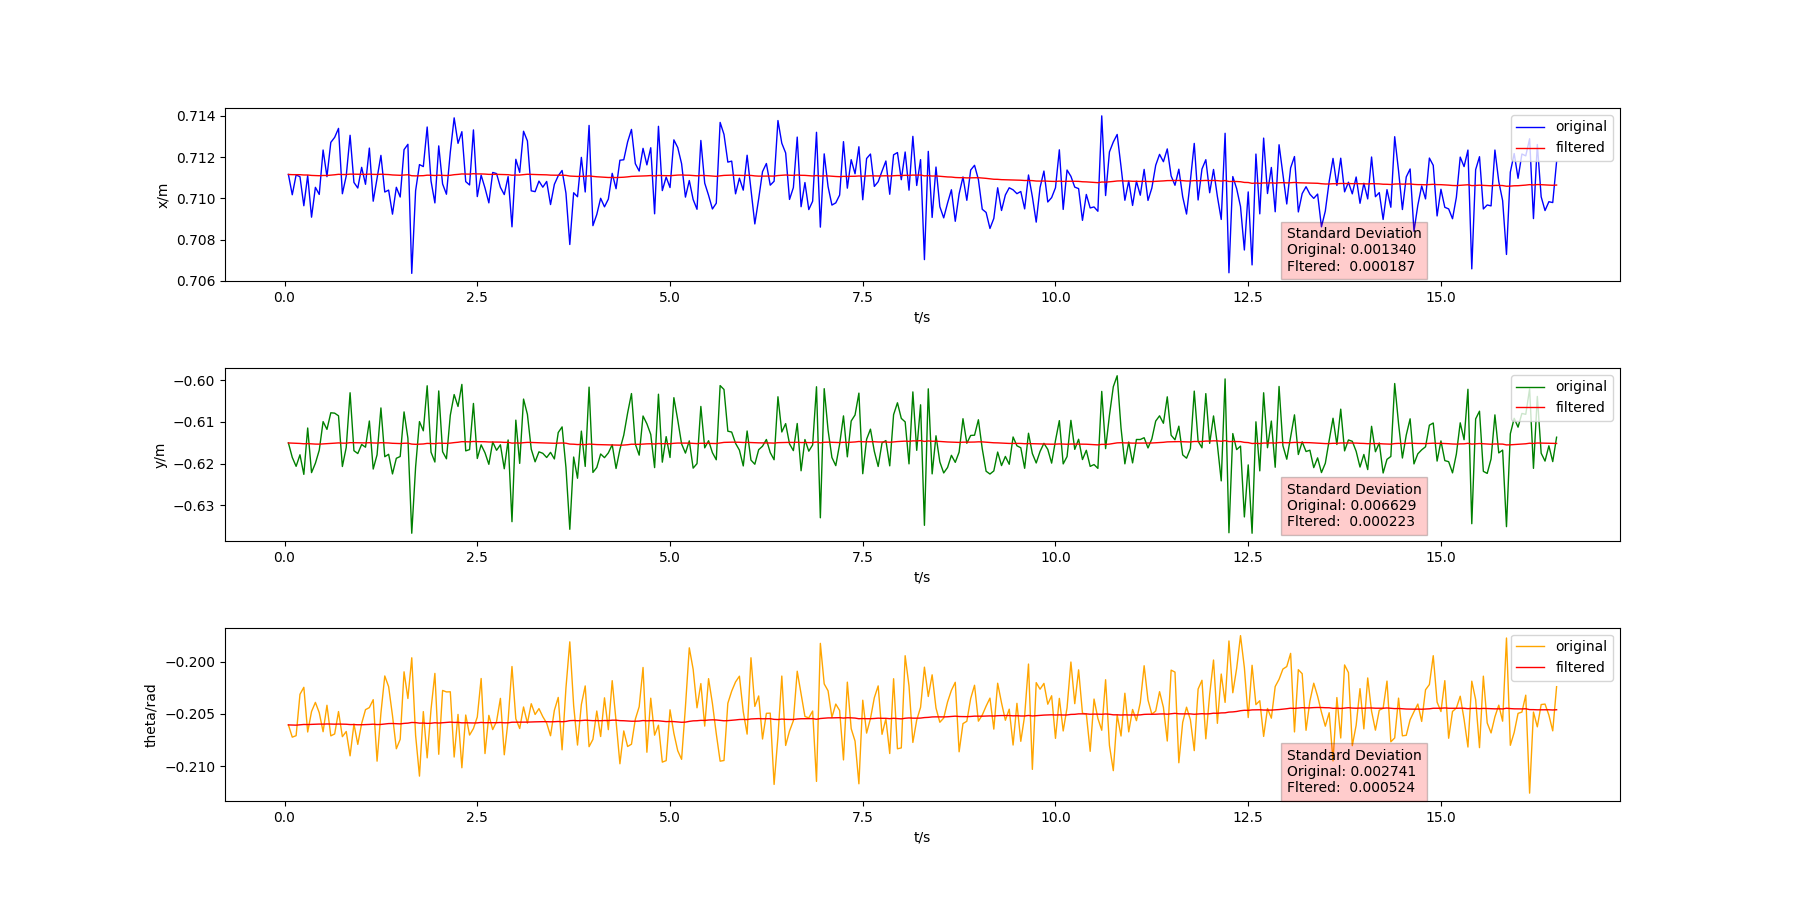 0.714
0.712
0.710
0.708
0.706
x/m
original
filtered
Standard Deviation
Original: 0.001340
Fltered:  0.000187
0.0 2.5 5.0 7.5 10.0 12.5 15.0
t/s
−0.60
−0.61
−0.62
−0.63
y/m
original
filtered
Standard Deviation
Original: 0.006629
Fltered:  0.000223
0.0 2.5 5.0 7.5 10.0 12.5 15.0
t/s
−0.200
−0.205
−0.210
theta/rad
original
filtered
Standard Deviation
Original: 0.002741
Fltered:  0.000524
0.0 2.5 5.0 7.5 10.0 12.5 15.0
t/s